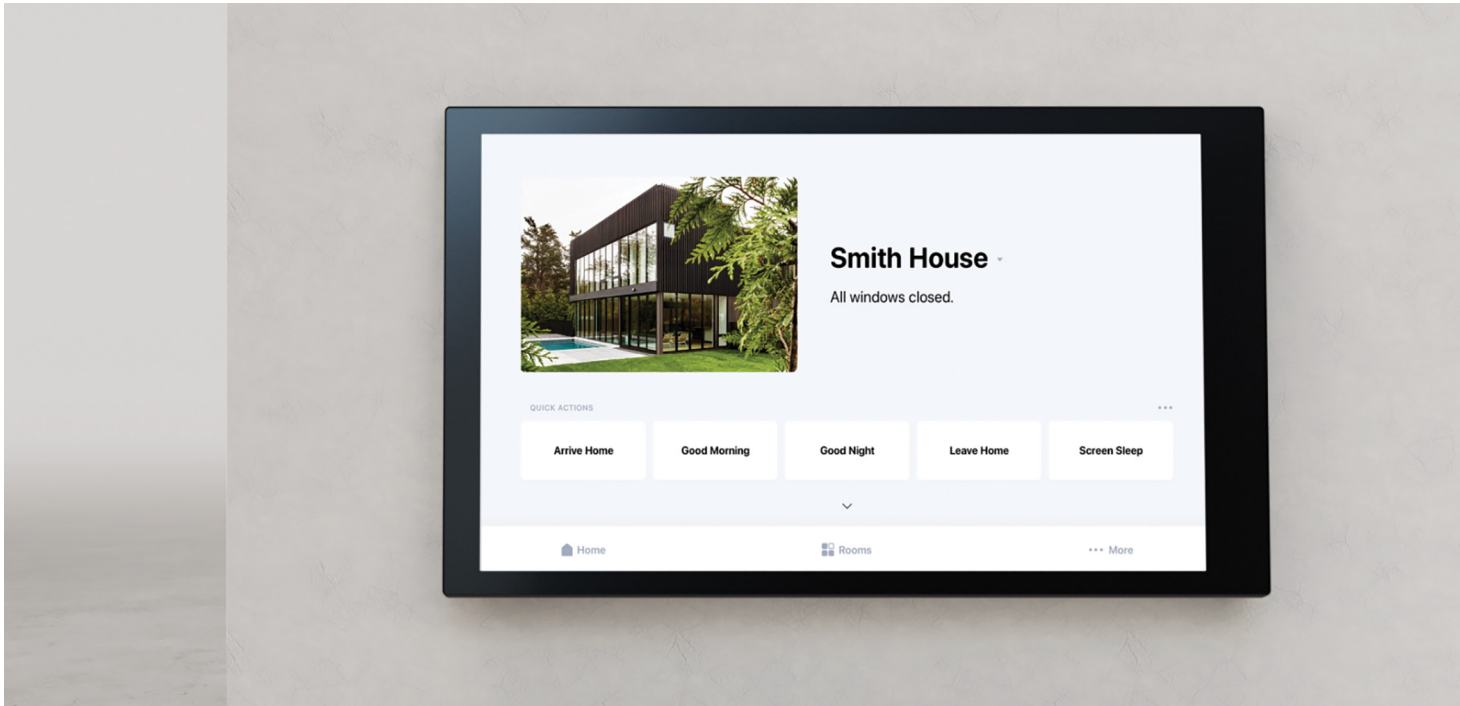 Smith House
All windows closed.
QUICK ACTIONS
Arrive Home
Good Morning
Good Night
Leave Home
Screen Sleep
Home
Rooms
More